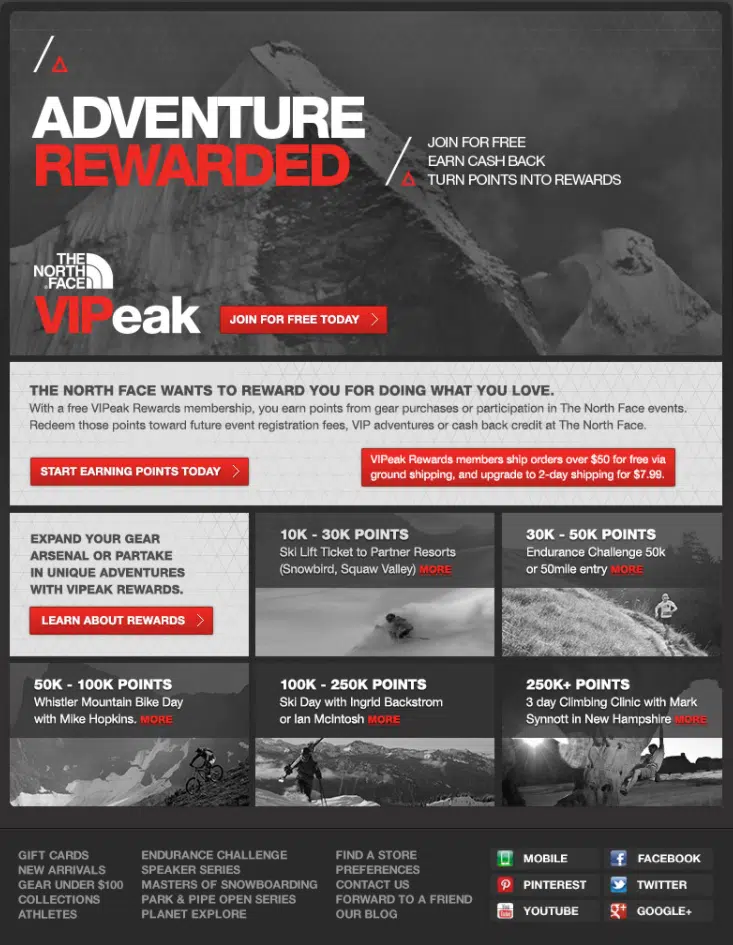 ADVENTURE
REWARDED
JOIN FOR FREE
EARN CASH BACK
TURN POINTS INTO REWARDS
THE
NORTH
FACE
VIPeak
JOIN FOR FREE TODAY
THE NORTH FACE WANTS TO REWARD YOU FOR DOING WHAT YOU LOVE.
With a free VIPeak Rewards membership, you earn points from gear purchases or participation in The North Face events.
Redeem those points toward future event registration fees, VIP adventures or cash back credit at The North Face.
START EARNING POINTS TODAY
VIPeak Rewards members ship orders over $50 for free via
ground shipping, and upgrade to 2-day shipping for $7.99.
EXPAND YOUR GEAR
ARSENAL OR PARTAKE
IN UNIQUE ADVENTURES
WITH VIPEAK REWARDS.
LEARN ABOUT REWARDS
10K - 30K POINTS
Ski Lift Ticket to Partner Resorts
(Snowbird, Squaw Valley) MORE
30K - 50K POINTS
Endurance Challenge 50k
or 50mile entry MORE
50K - 100K POINTS
Whistler Mountain Bike Day
with Mike Hopkins. MORE
100K - 250K POINTS
Ski Day with Ingrid Backstrom
or Ian McIntosh MORE
250K+ POINTS
3 day Climbing Clinic with Mark
Synnott in New Hampshire MORE
GIFT CARDS
NEW ARRIVALS
GEAR UNDER $100
COLLECTIONS
ATHLETES
ENDURANCE CHALLENGE
SPEAKER SERIES
MASTERS OF SNOWBOARDING
PARK & PIPE OPEN SERIES
PLANET EXPLORE
FIND A STORE
PREFERENCES
CONTACT US
FORWARD TO A FRIEND
OUR BLOG
MOBILE
FACEBOOK
PINTEREST
TWITTER
YOUTUBE
GOOGLE+